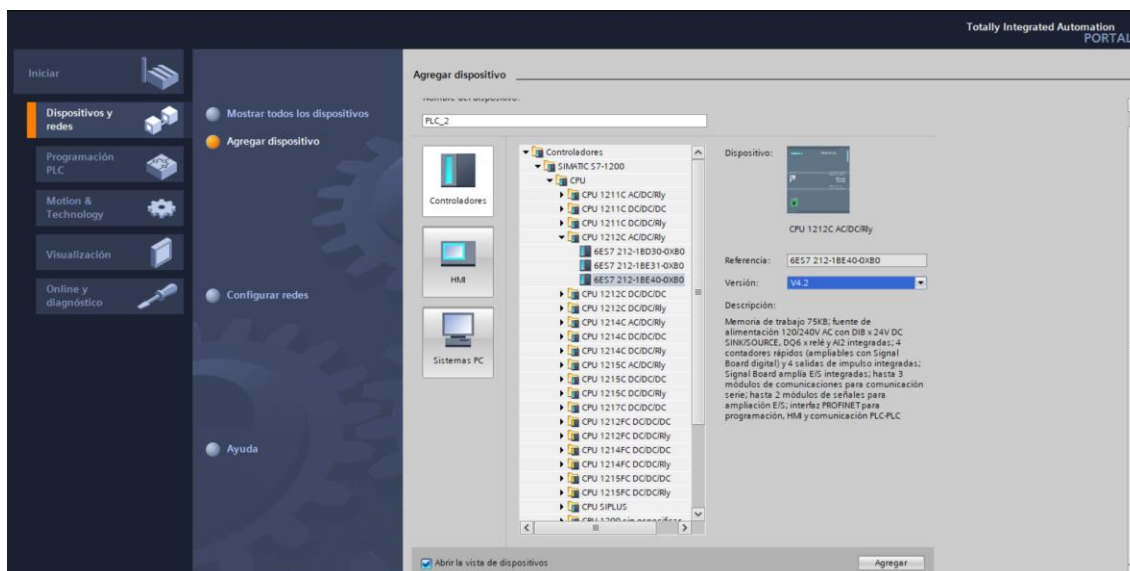 Totally Integrated Automation
PORTAL
Iniciar
Dispositivos y
redes
Programación
PLC
Motion &
Technology
Visualización
Online y
diagnóstico
Mostrar todos los dispositivos
Agregar dispositivo
Configurar redes
Ayuda
Agregar dispositivo
Nombre del dispositivo:
PLC_2
Controladores
HMI
Sistemas PC
Controladores
SIMATIC S7-1200
CPU
CPU 1211C AC/DC/Rly
CPU 1211C DC/DC/DC
CPU 1211C DC/DC/Rly
CPU 1212C AC/DC/Rly
6ES7 212-1BD30-0XB0
6ES7 212-1BE31-0XB0
6ES7 212-1BE40-0XB0
CPU 1212C DC/DC/DC
CPU 1212C DC/DC/Rly
CPU 1214C AC/DC/Rly
CPU 1214C DC/DC/DC
CPU 1214C DC/DC/Rly
CPU 1215C AC/DC/Rly
CPU 1215C DC/DC/DC
CPU 1215C DC/DC/Rly
CPU 1217C DC/DC/DC
CPU 1212FC DC/DC/DC
CPU 1212FC DC/DC/Rly
CPU 1214FC DC/DC/DC
CPU 1214FC DC/DC/Rly
CPU 1215FC DC/DC/DC
CPU 1215FC DC/DC/Rly
CPU SIPLUS
CPU 1200 sin especificar
Dispositivo:
CPU 1212C AC/DC/Rly
Referencia:
6ES7 212-1BE40-0XB0
Versión:
V4.2
Descripción:
Memoria de trabajo 75KB; fuente de
alimentación 120/240V AC con DI8 x 24V DC
SINK/SOURCE, DQ6 x relé y AI2 integradas; 4
contadores rápidos (ampliables con Signal
Board digital) y 4 salidas de impulso integradas;
Signal Board amplía E/S integradas; hasta 3
módulos de comunicaciones para comunicación
serie; hasta 2 módulos de señales para
ampliación E/S; interfaz PROFINET para
programación, HMI y comunicación PLC-PLC
Abrir la vista de dispositivos
Agregar